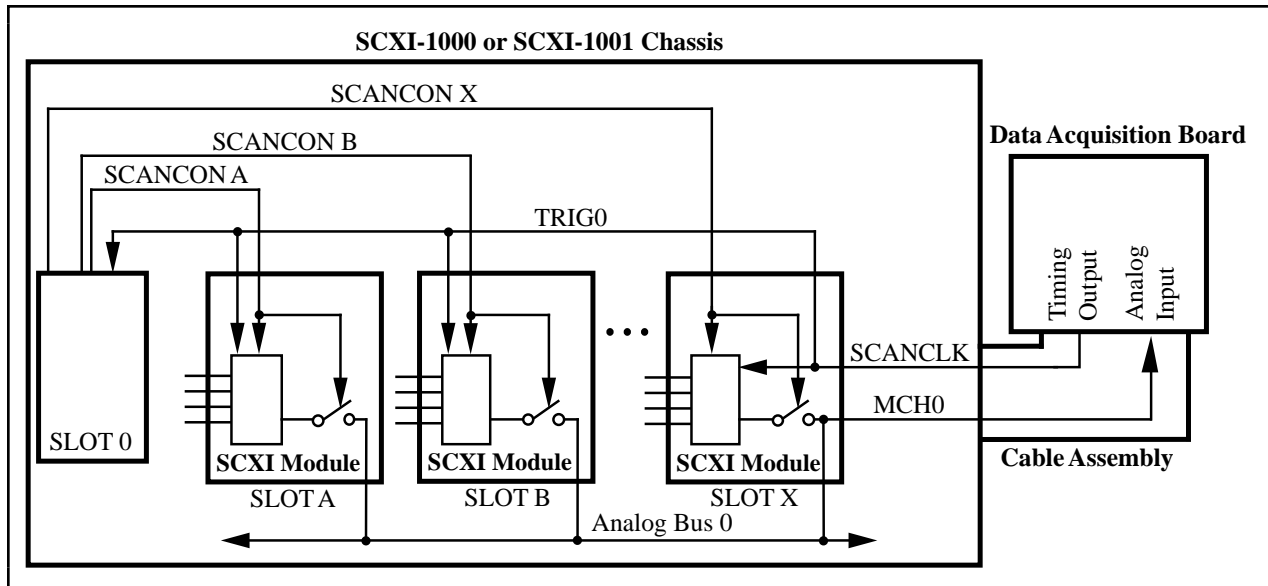 SCXI-1000 or SCXI-1001 Chassis
SCANCON X
SCANCON B
SCANCON A
TRIG0
Data Acquisition Board
Timing
Output
Analog
Input
SCANCLK
MCH0
Cable Assembly
SLOT 0
SCXI Module
SLOT A
SCXI Module
SLOT B
SCXI Module
SLOT X
Analog Bus 0